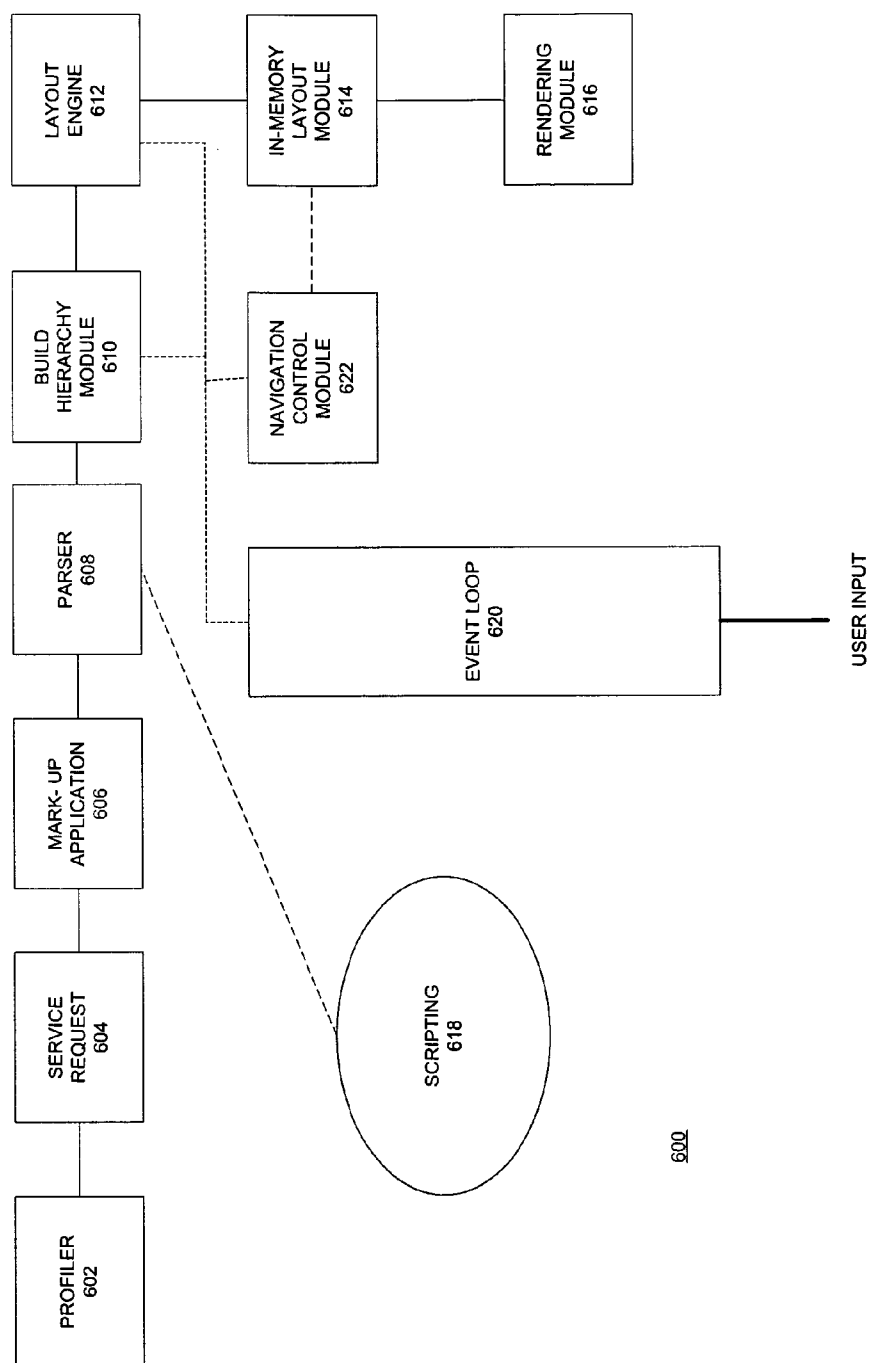 PROFILER
602
SERVICE
REQUEST
604
MARK- UP
APPLICATION
606
PARSER
608
BUILD
HIERARCHY
MODULE
610
LAYOUT
ENGINE
612
SCRIPTING
618
EVENT LOOP
620
NAVIGATION
CONTROL
MODULE
622
IN-MEMORY
LAYOUT
MODULE
614
RENDERING
MODULE
616
600
USER INPUT